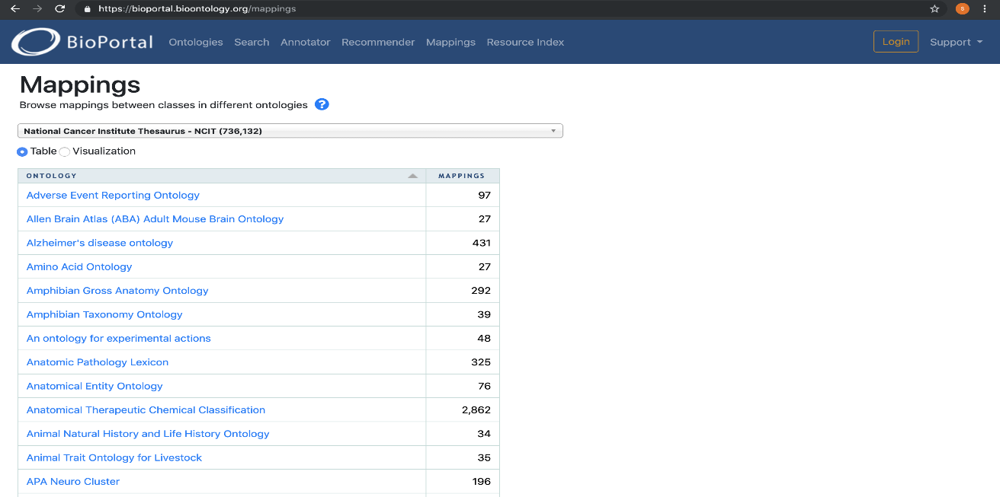 https://bioportal.bioontology.org/mappings
S
BioPortal Ontologies Search Annotator Recommender Mappings Resource Index Login Support
Mappings
Browse mappings between classes in different ontologies ?
National Cancer Institute Thesaurus - NCIT (736,132)
Table Visualization
ONTOLOGY MAPPINGS
Adverse Event Reporting Ontology 97
Allen Brain Atlas (ABA) Adult Mouse Brain Ontology 27
Alzheimer's disease ontology 431
Amino Acid Ontology 27
Amphibian Gross Anatomy Ontology 292
Amphibian Taxonomy Ontology 39
An ontology for experimental actions 48
Anatomic Pathology Lexicon 325
Anatomical Entity Ontology 76
Anatomical Therapeutic Chemical Classification 2,862
Animal Natural History and Life History Ontology 34
Animal Trait Ontology for Livestock 35
APA Neuro Cluster 196